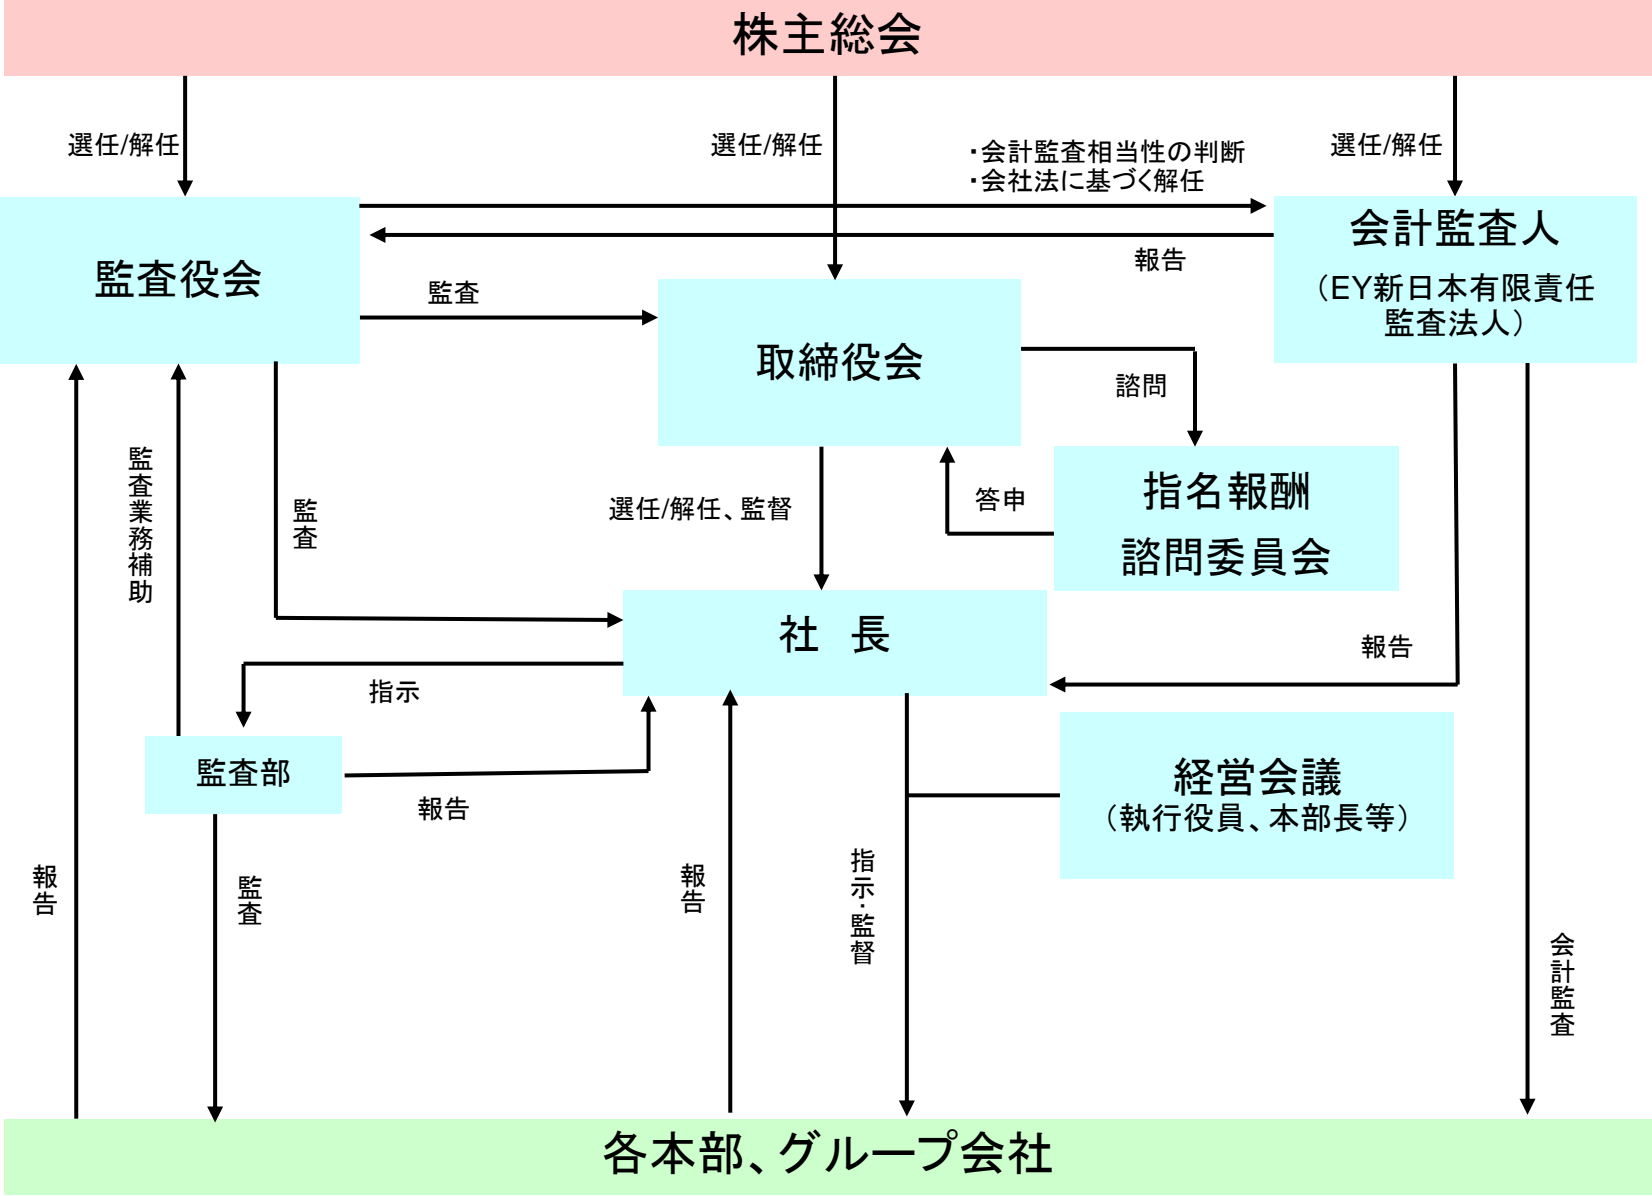 株主総会
選任/解任
選任/解任
選任/解任
・会計監査相当性の判断
・会社法に基づく解任
監査役会
会計監査人
（EY新日本有限責任
監査法人）
報告
監査
取締役会
諮問
指名報酬
諮問委員会
答申
選任/解任、監督
監査業務補助
監査
社　長
報告
指示
監査部
報告
経営会議
（執行役員、本部長等）
報告
監査
報告
指示・監督
会計監査
各本部、グループ会社